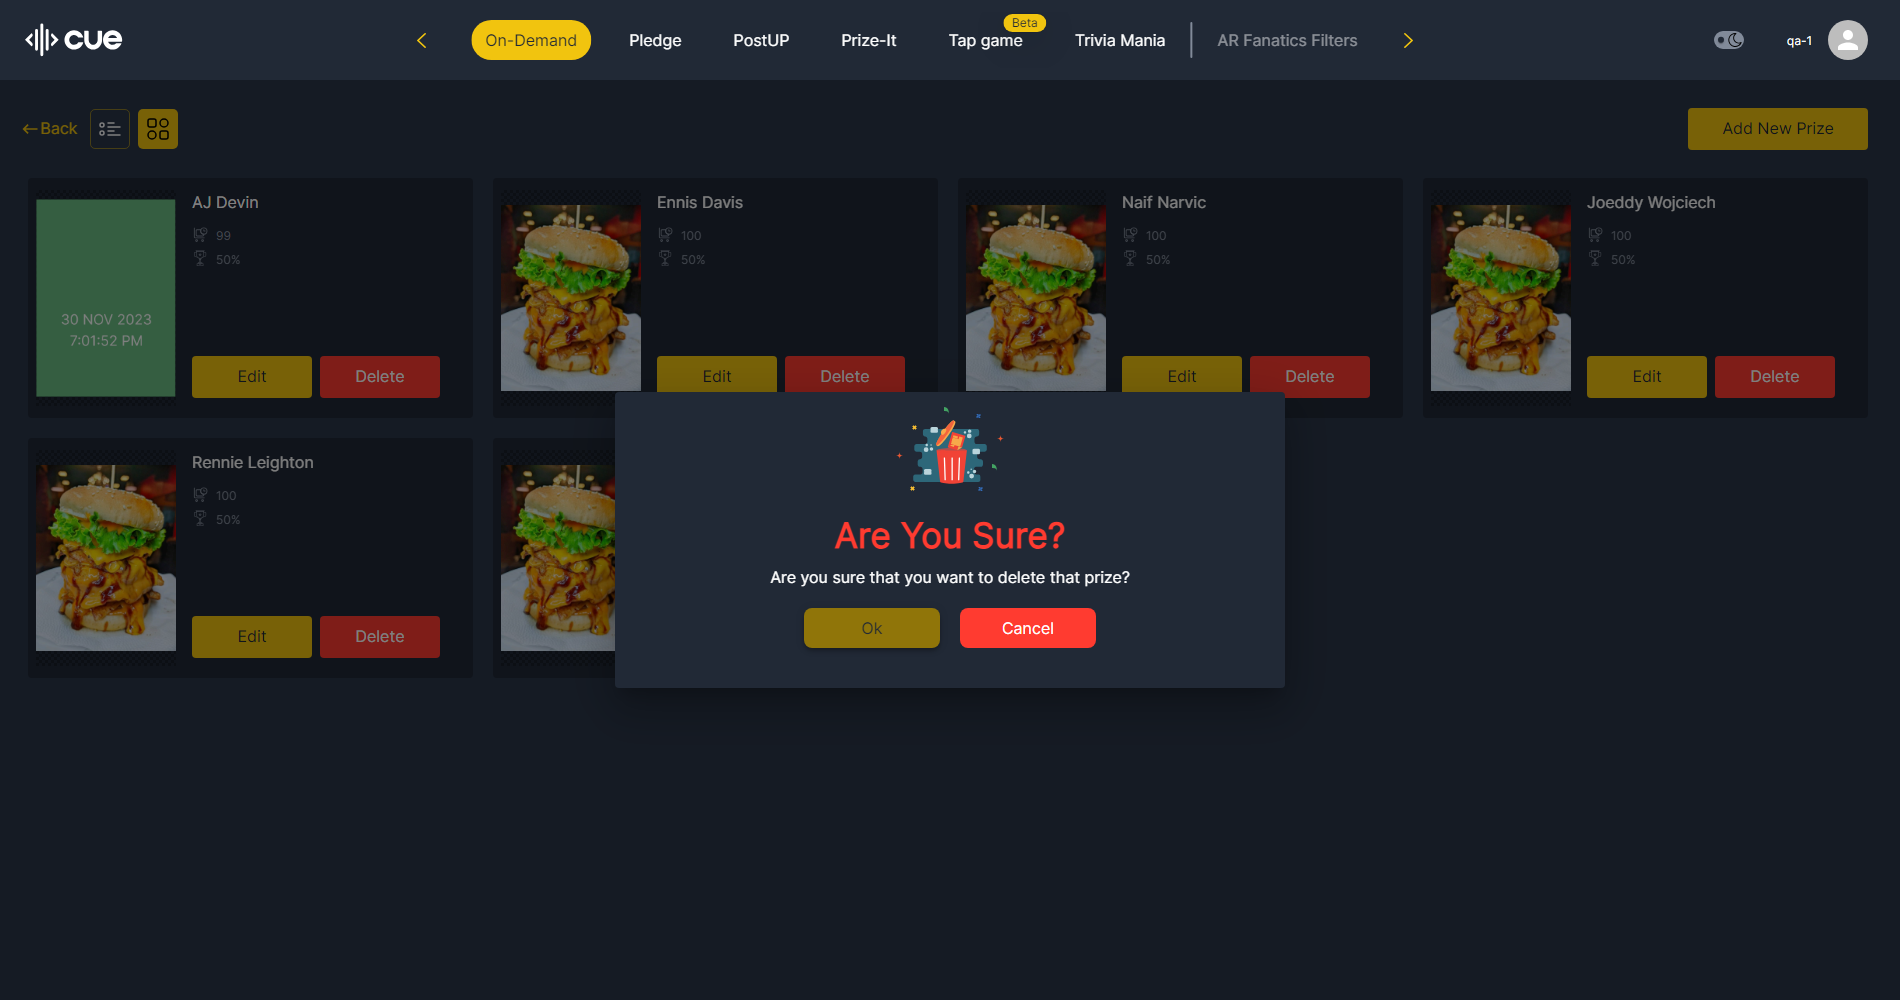 cue
On-Demand
Pledge
PostUP
Prize-It
Beta
Tap game
Trivia Mania
AR Fanatics Filters
qa-1
Back
Add New Prize
30 NOV 2023
7:01:52 PM
AJ Devin
99
50%
Edit
Delete
Ennis Davis
100
50%
Edit
Delete
Naif Narvic
100
50%
Edit
Delete
Joeddy Wojciech
100
50%
Edit
Delete
Rennie Leighton
100
50%
Edit
Delete
Are You Sure?
Are you sure that you want to delete that prize?
Ok
Cancel